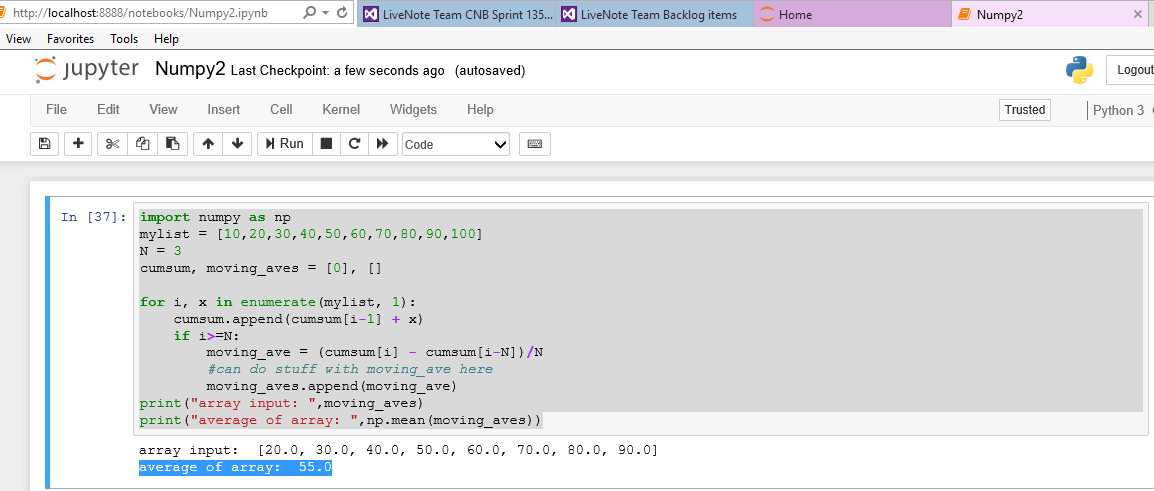 http://localhost:8888/notebooks/Numpy2.ipynb LiveNote Team CNB Sprint 135... LiveNote Team Backlog items Home Numpy2
View Favorites Tools Help
jupyter Numpy2 Last Checkpoint: a few seconds ago (autosaved) Logout
File Edit View Insert Cell Kernel Widgets Help Trusted Python 3
Run Code
In [37]: import numpy as np
mylist = [10,20,30,40,50,60,70,80,90,100]
N = 3
cumsum, moving_aves = [0], []
for i, x in enumerate(mylist, 1):
    cumsum.append(cumsum[i-1] + x)
    if i>=N:
        moving_ave = (cumsum[i] - cumsum[i-N])/N
        #can do stuff with moving_ave here
        moving_aves.append(moving_ave)
print("array input: ",moving_aves)
print("average of array: ",np.mean(moving_aves))
array input:  [20.0, 30.0, 40.0, 50.0, 60.0, 70.0, 80.0, 90.0]
average of array:  55.0